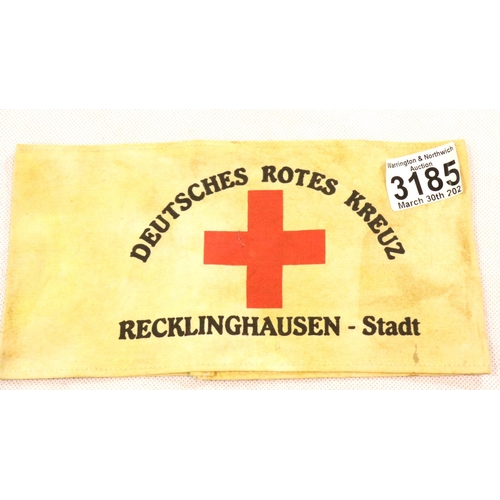 DEUTSCHES ROTES KREUZ
RECKLINGHAUSEN - Stadt
Warrington & Northwich
Auction
3185
March 30th 202